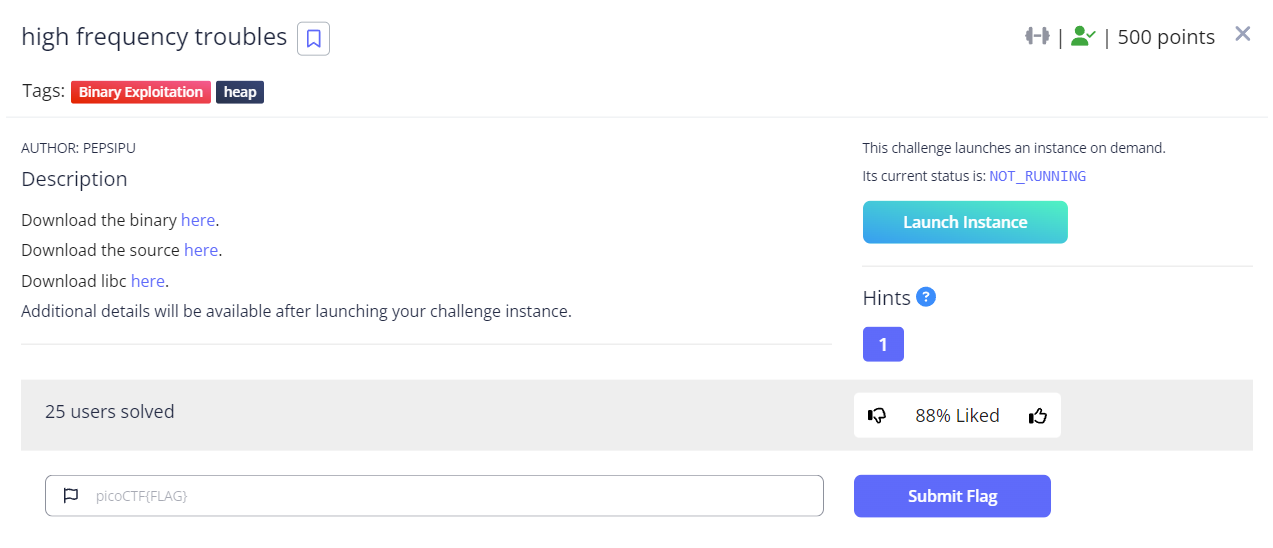 high frequency troubles
| | 500 points
Tags: Binary Exploitation heap
AUTHOR: PEPSIPU
Description
Download the binary here.
Download the source here.
Download libc here.
Additional details will be available after launching your challenge instance.
This challenge launches an instance on demand.
Its current status is: NOT_RUNNING
Launch Instance
Hints ?
1
25 users solved
88% Liked
picoCTF{FLAG}
Submit Flag